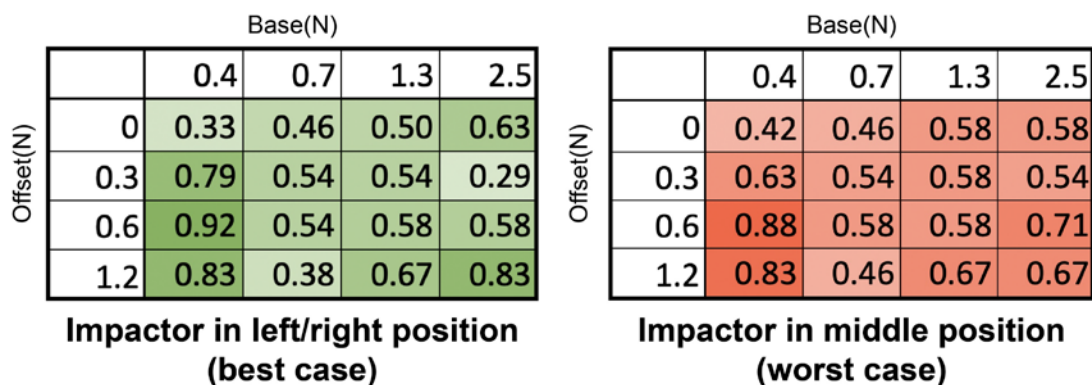 Base(N)
0.4 0.7 1.3 2.5
Offset(N)
0 0.33 0.46 0.50 0.63
0.3 0.79 0.54 0.54 0.29
0.6 0.92 0.54 0.58 0.58
1.2 0.83 0.38 0.67 0.83
Impactor in left/right position
(best case)
Base(N)
0.4 0.7 1.3 2.5
Offset(N)
0 0.42 0.46 0.58 0.58
0.3 0.63 0.54 0.58 0.54
0.6 0.88 0.58 0.58 0.71
1.2 0.83 0.46 0.67 0.67
Impactor in middle position
(worst case)